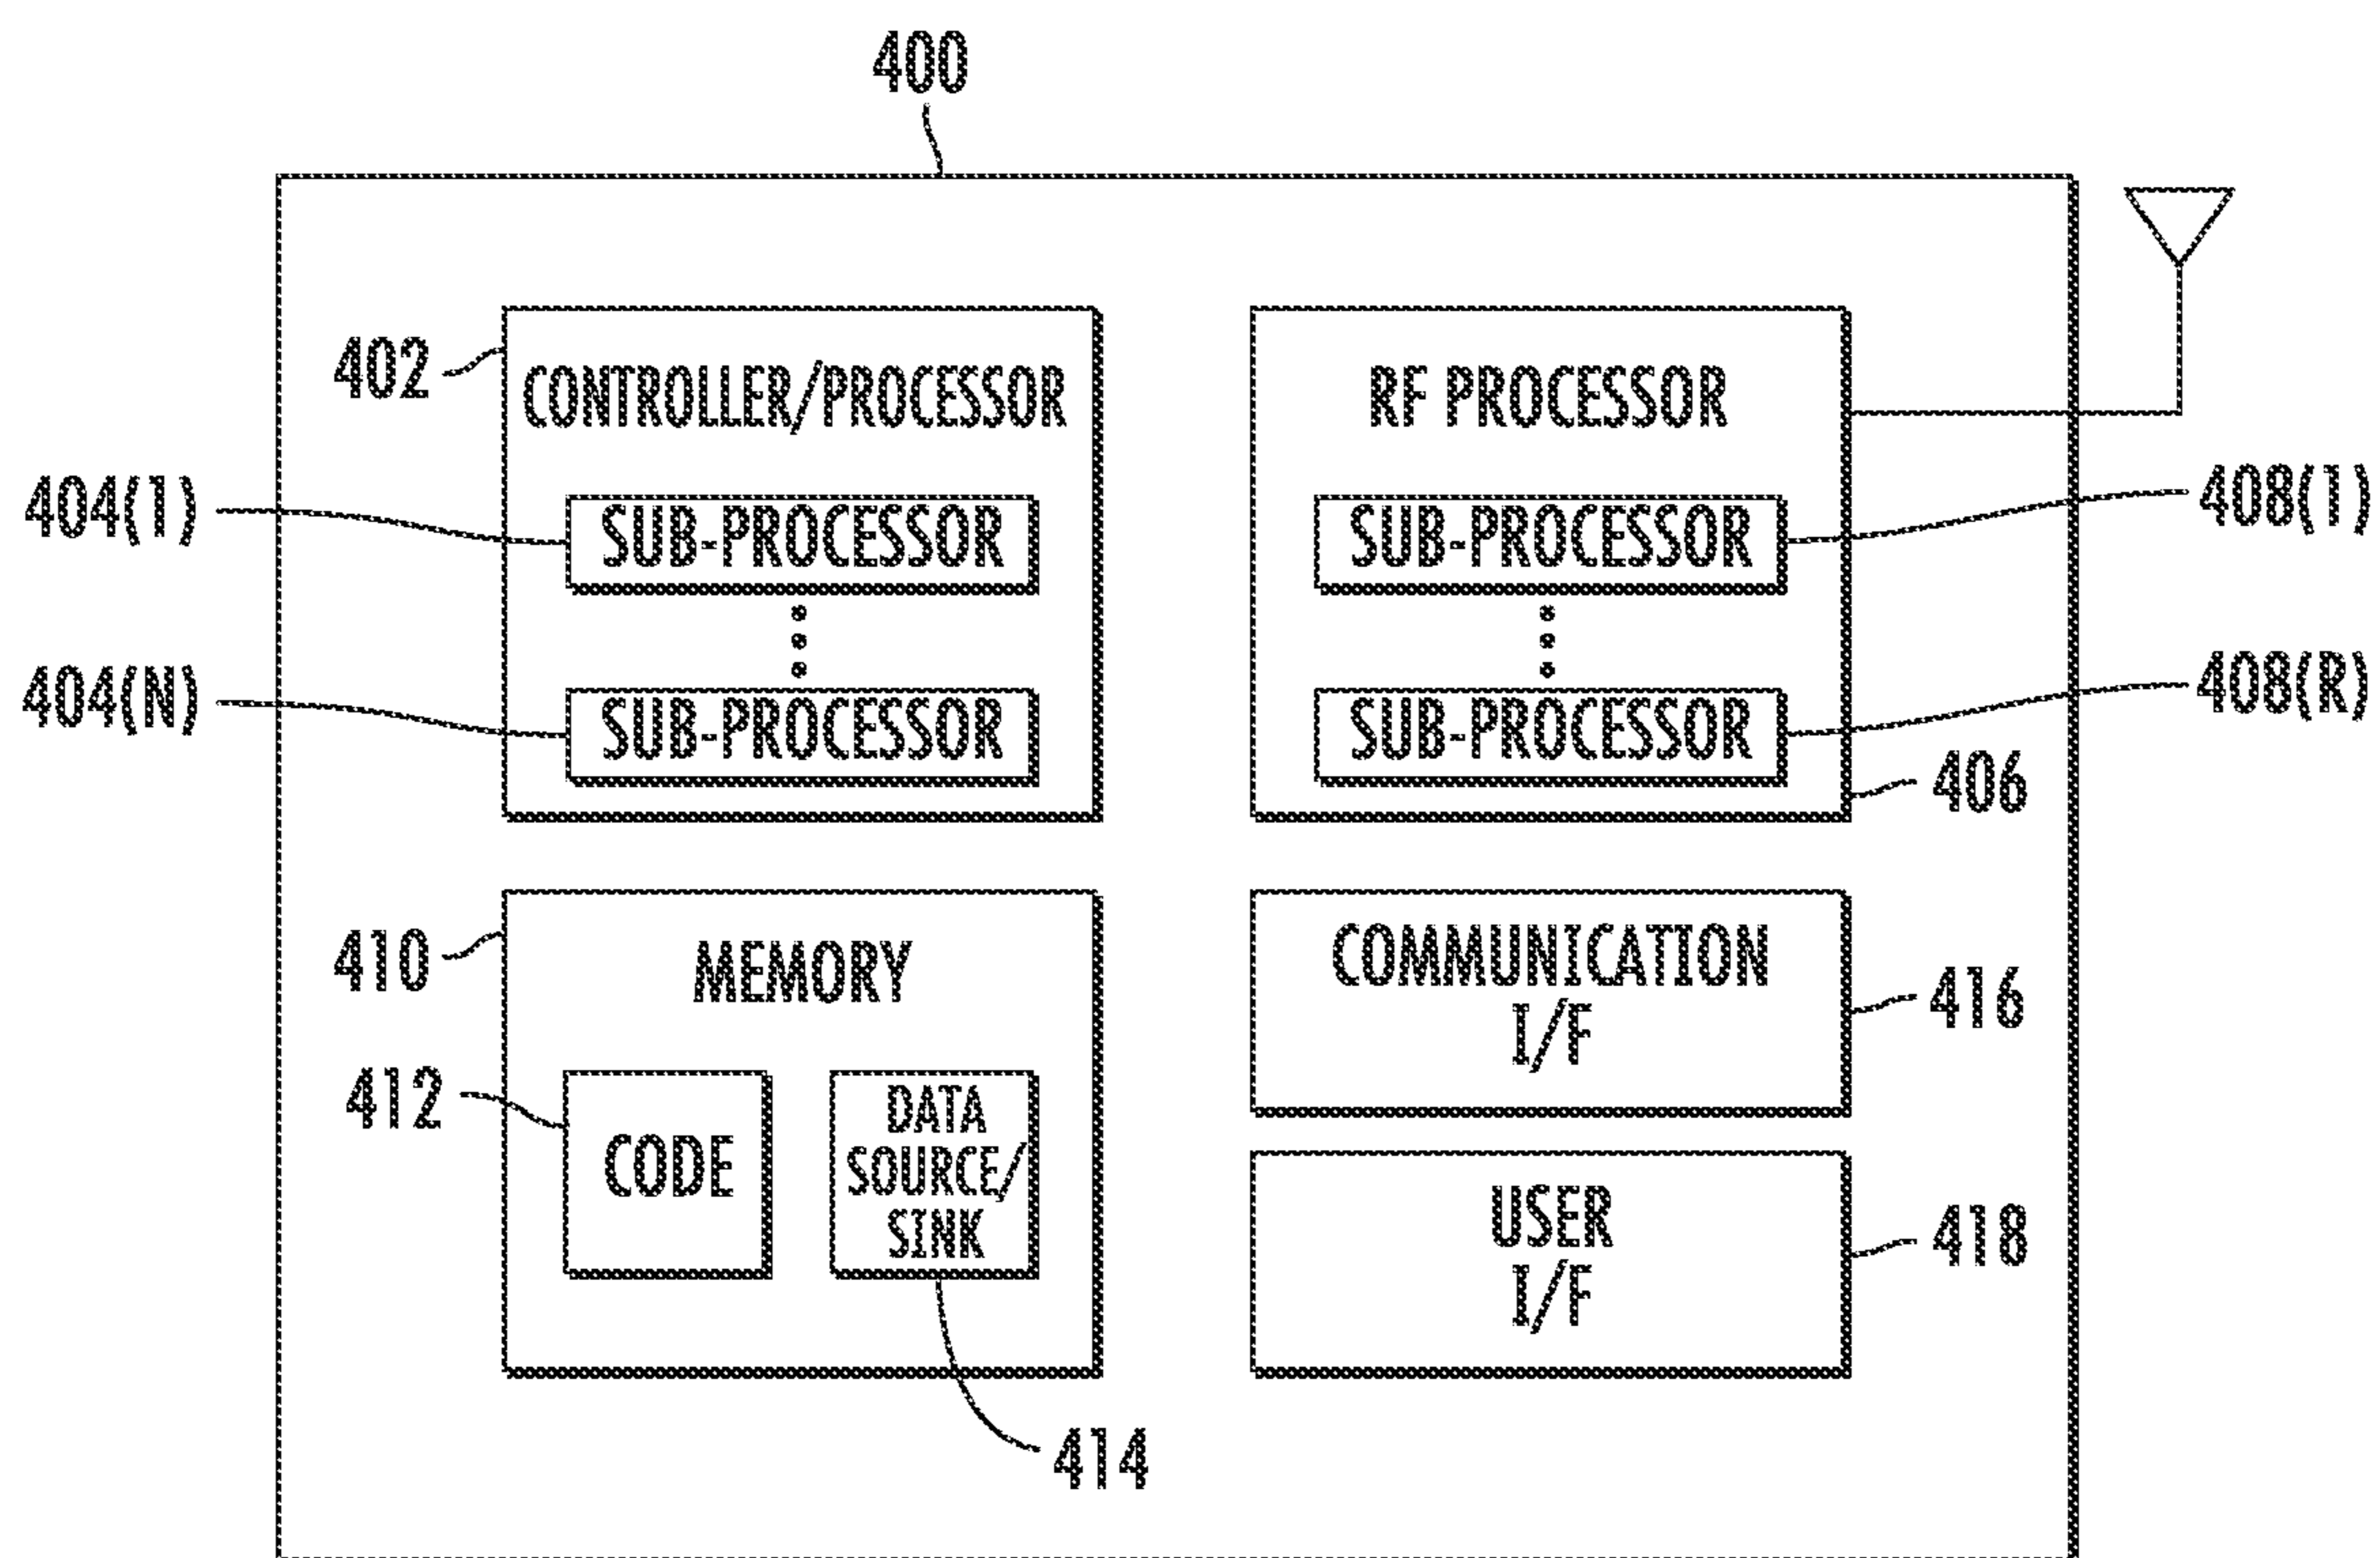 400
402
CONTROLLER/PROCESSOR
RF PROCESSOR
404(1)
SUB-PROCESSOR
SUB-PROCESSOR
408(1)
404(N)
SUB-PROCESSOR
SUB-PROCESSOR
408(R)
406
410
MEMORY
COMMUNICATION
I/F
416
412
CODE
DATA
SOURCE/
SINK
USER
I/F
418
414